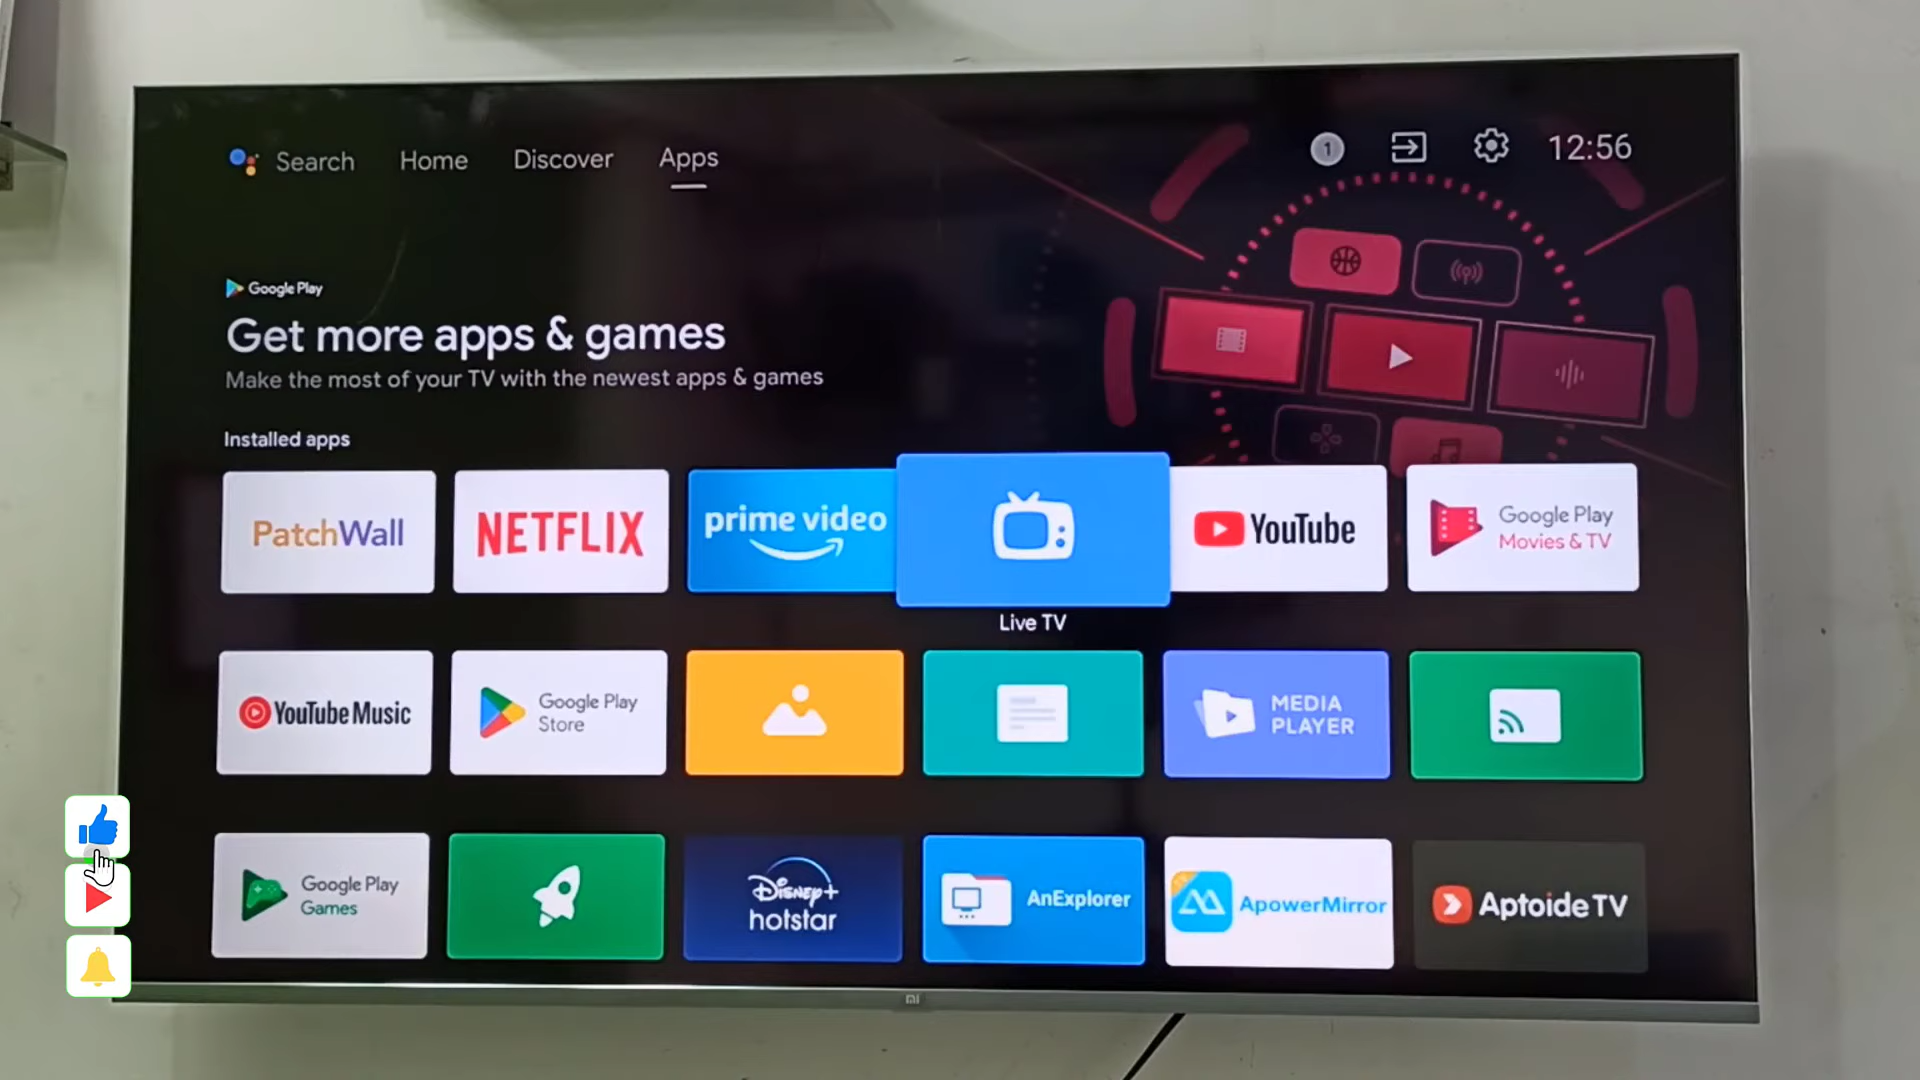 Search Home Discover Apps
1
12:56
Google Play
Get more apps & games
Make the most of your TV with the newest apps & games
Installed apps
PatchWall
NETFLIX
prime video
YouTube
Google Play
Movies & TV
Live TV
YouTube Music
Google Play
Store
MEDIA
PLAYER
Google Play
Games
Disney+
hotstar
AnExplorer
ApowerMirror
Aptoide TV
mi